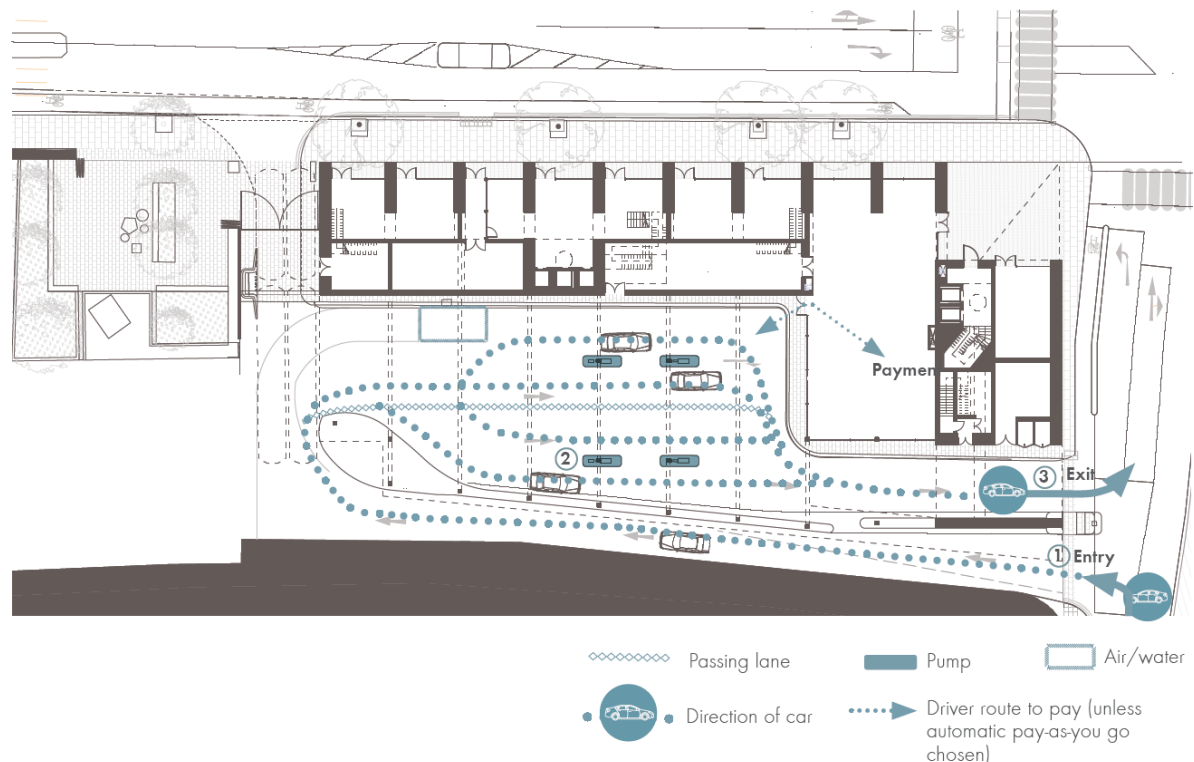 Paymen
2
3 Exit
1 Entry
Passing lane
Pump
Air/water
Direction of car
Driver route to pay (unless
automatic pay-as-you go
chosen)